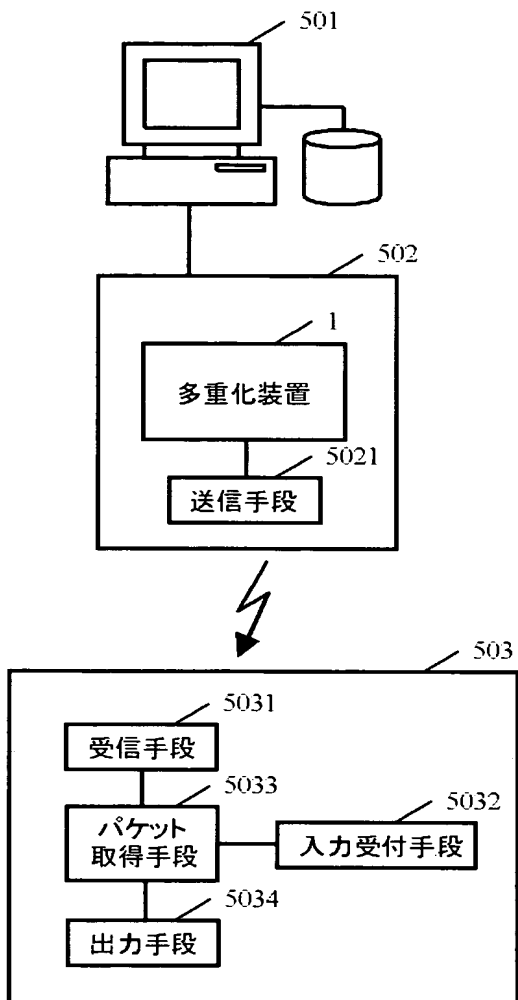 501
502
1
多重化装置
5021
送信手段
503
5031
受信手段
5033
パケット
取得手段
5032
入力受付手段
5034
出力手段